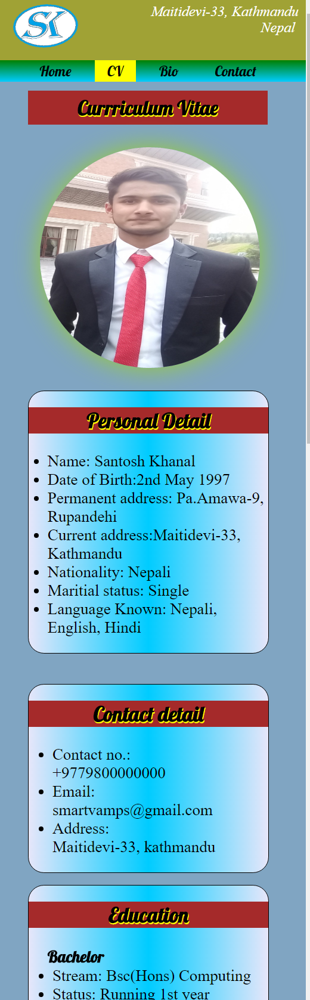 SK
Maitidevi-33, Kathmandu
Nepal
Home CV Bio Contact
Currriculum Vitae
Personal Detail
Name: Santosh Khanal
Date of Birth:2nd May 1997
Permanent address: Pa.Amawa-9,
Rupandehi
Current address:Maitidevi-33,
Kathmandu
Nationality: Nepali
Maritial status: Single
Language Known: Nepali,
English, Hindi
Contact detail
Contact no.:
+9779800000000
Email:
smartvamps@gmail.com
Address:
Maitidevi-33, kathmandu
Education
Bachelor
Stream: Bsc(Hons) Computing
Status: Running 1st year